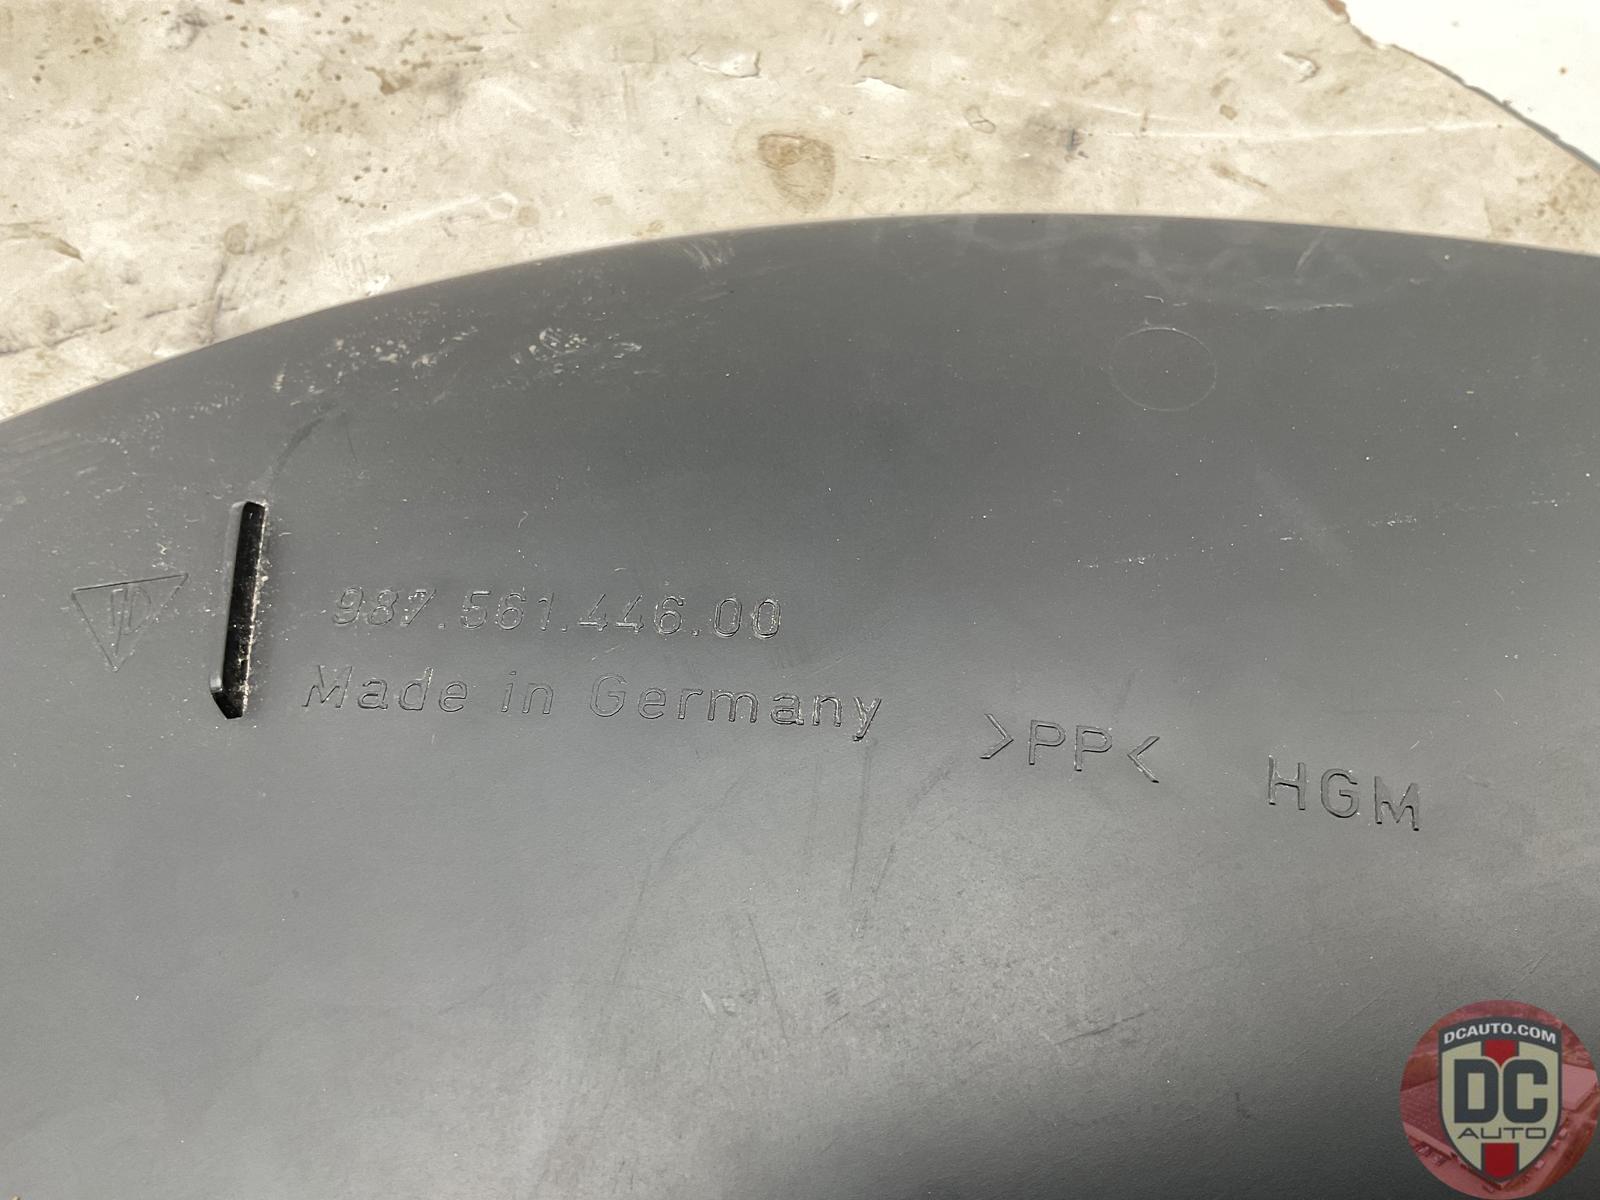 987.561.446.00
Made in Germany
>PP<
HGM
DCAUTO.COM
DC
AUTO